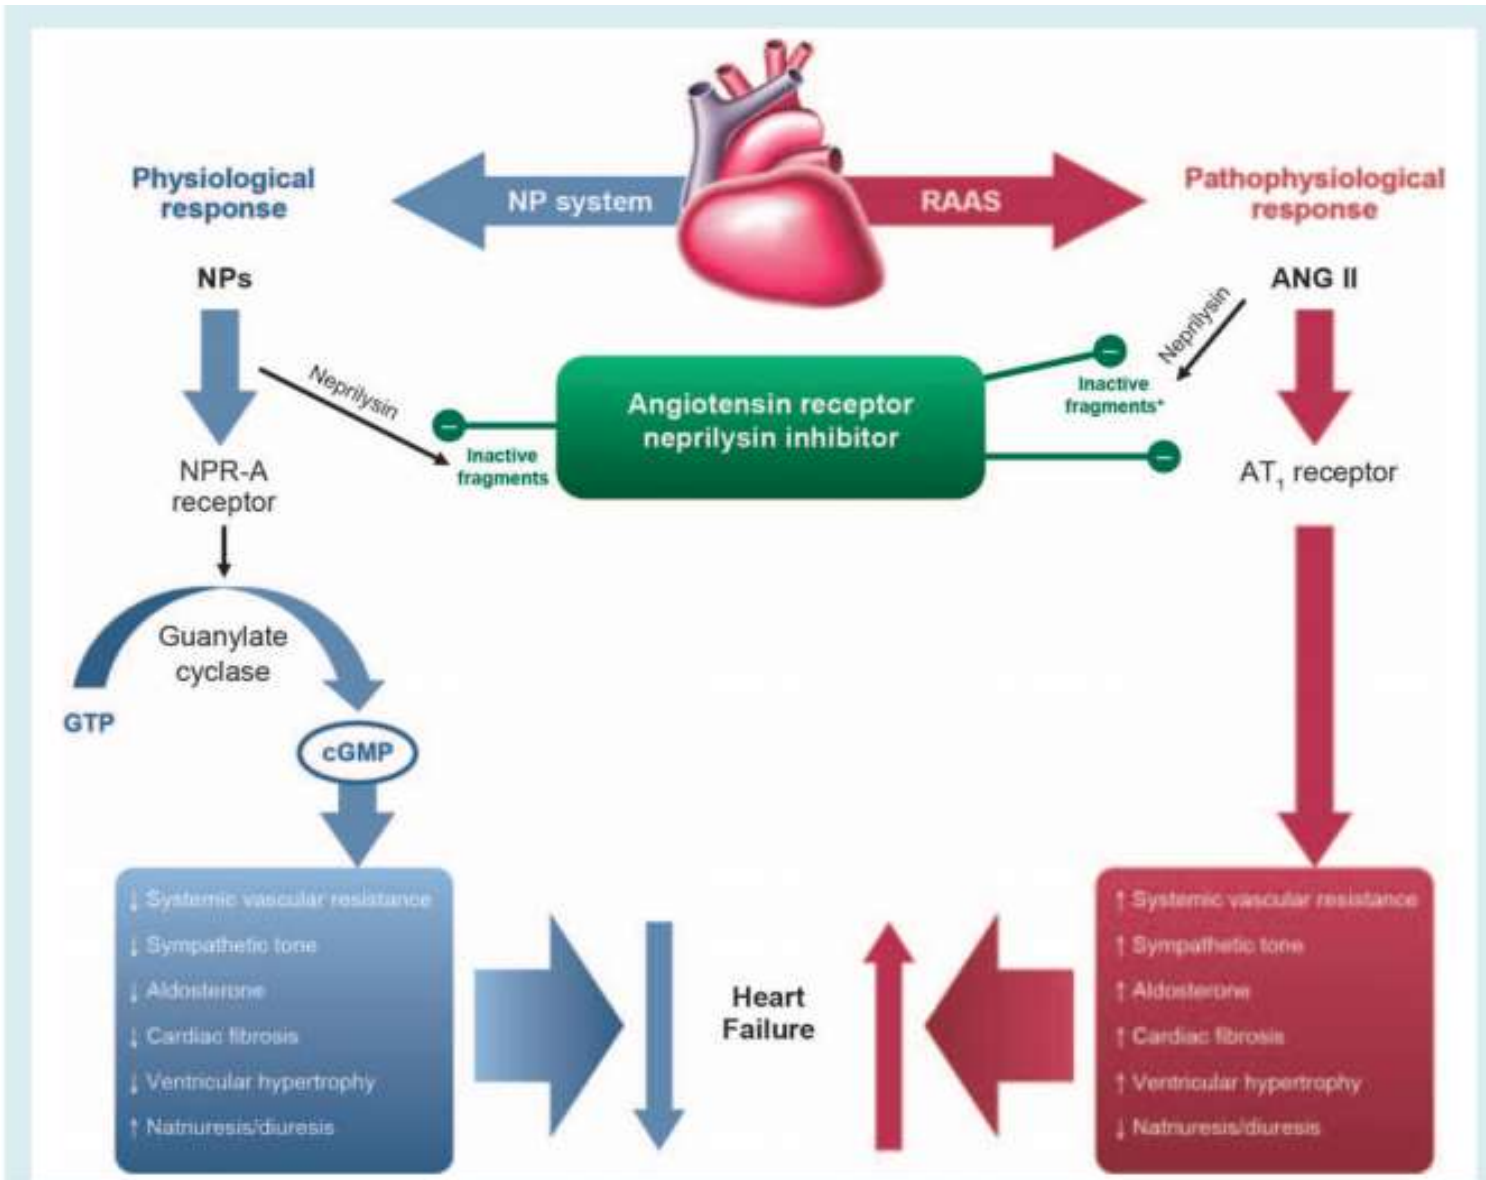 Physiological
response
NP system
RAAS
Pathophysiological
response
NPs
ANG II
Neprilysin
Neprilysin
Angiotensin receptor
neprilysin inhibitor
–
Inactive
fragments
–
Inactive
fragments*
–
NPR-A
receptor
AT1 receptor
Guanylate
cyclase
GTP
cGMP
↓ Systemic vascular resistance
↓ Sympathetic tone
↓ Aldosterone
↓ Cardiac fibrosis
↓ Ventricular hypertrophy
↑ Natriuresis/diuresis
Heart
Failure
↑ Systemic vascular resistance
↑ Sympathetic tone
↑ Aldosterone
↑ Cardiac fibrosis
↑ Ventricular hypertrophy
↓ Natriuresis/diuresis